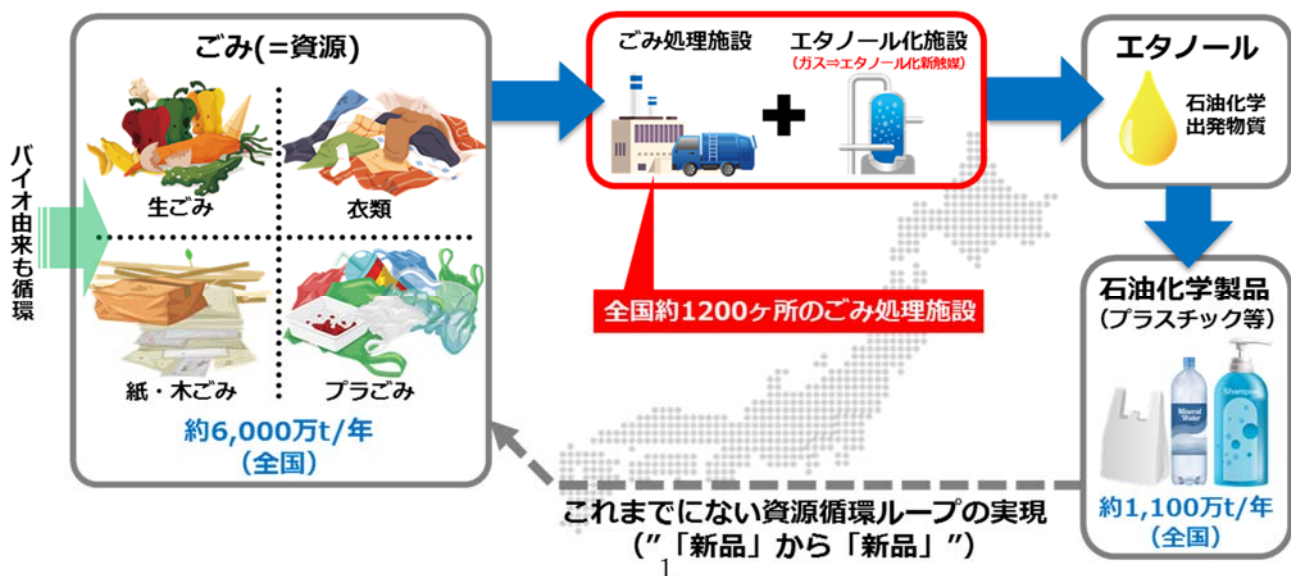 バイオ由来も循環
ごみ(=資源)
生ごみ
衣類
紙・木ごみ
プラごみ
約6,000万t/年
(全国)
ごみ処理施設
エタノール化施設
(ガス⇒エタノール化新触媒)
+
全国約1200ヶ所のごみ処理施設
エタノール
石油化学
出発物質
石油化学製品
(プラスチック等)
Mineral
Water
Shampoo
約1,100万t/年
(全国)
これまでにない資源循環ループの実現
(”「新品」から「新品」”)
1